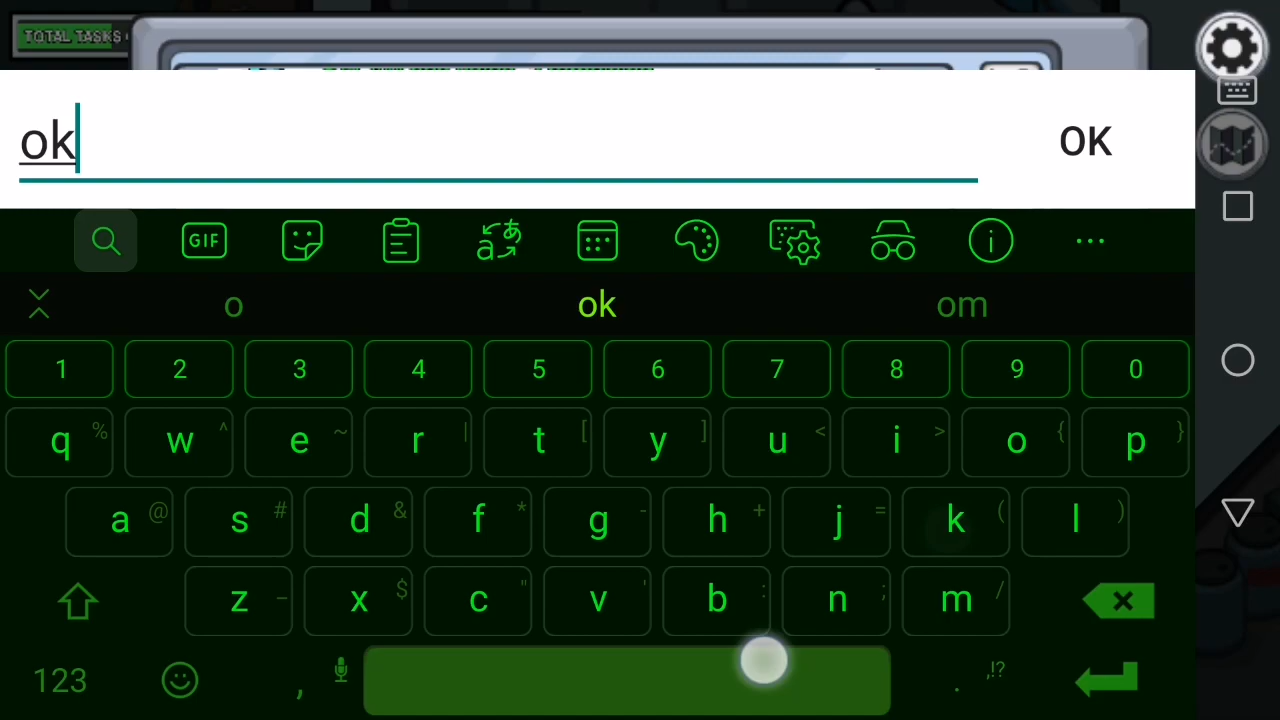 TOTAL TASKS
ok
OK
GIF
o ok om
1 2 3 4 5 6 7 8 9 0
q % w ^ e ~ r | t [ y ] u < i > o { p }
a @ s # d & f * g - h + j = k ( l )
z _ x $ c " v ' b : n ; m /
123 , . ,!?